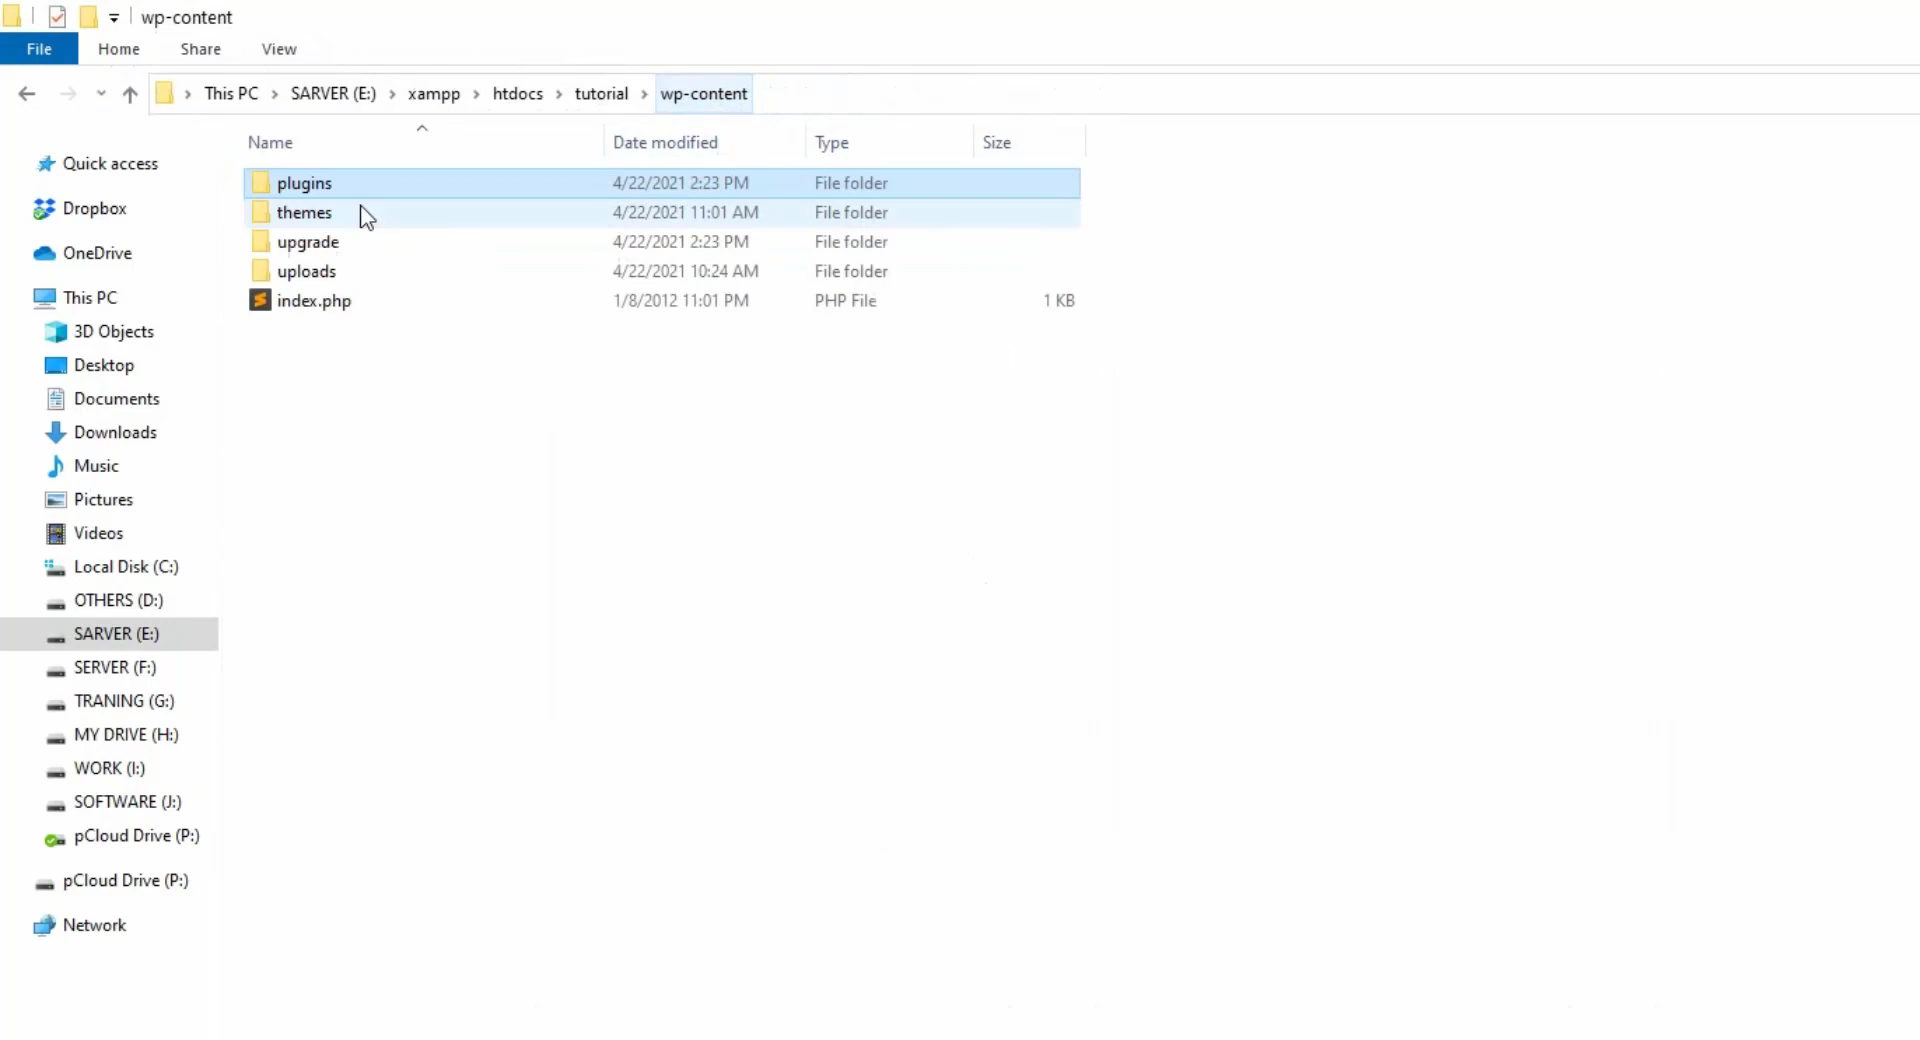 wp-content
File Home Share View
This PC SARVER (E:) xampp htdocs tutorial wp-content
Name Date modified Type Size
plugins 4/22/2021 2:23 PM File folder
themes 4/22/2021 11:01 AM File folder
upgrade 4/22/2021 2:23 PM File folder
uploads 4/22/2021 10:24 AM File folder
index.php 1/8/2012 11:01 PM PHP File 1 KB
Quick access
Dropbox
OneDrive
This PC
3D Objects
Desktop
Documents
Downloads
Music
Pictures
Videos
Local Disk (C:)
OTHERS (D:)
SARVER (E:)
SERVER (F:)
TRANING (G:)
MY DRIVE (H:)
WORK (I:)
SOFTWARE (J:)
pCloud Drive (P:)
pCloud Drive (P:)
Network